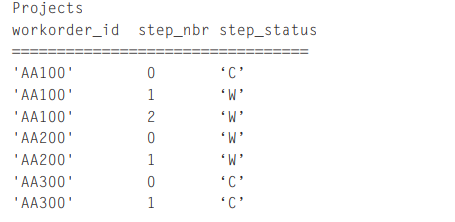 Projects
workorder_id step_nbr step_status
=================================
'AA100' 0 ‘C’
'AA100' 1 ‘W’
'AA100' 2 ‘W’
'AA200' 0 ‘W’
'AA200' 1 ‘W’
'AA300' 0 ‘C’
'AA300' 1 ‘C’